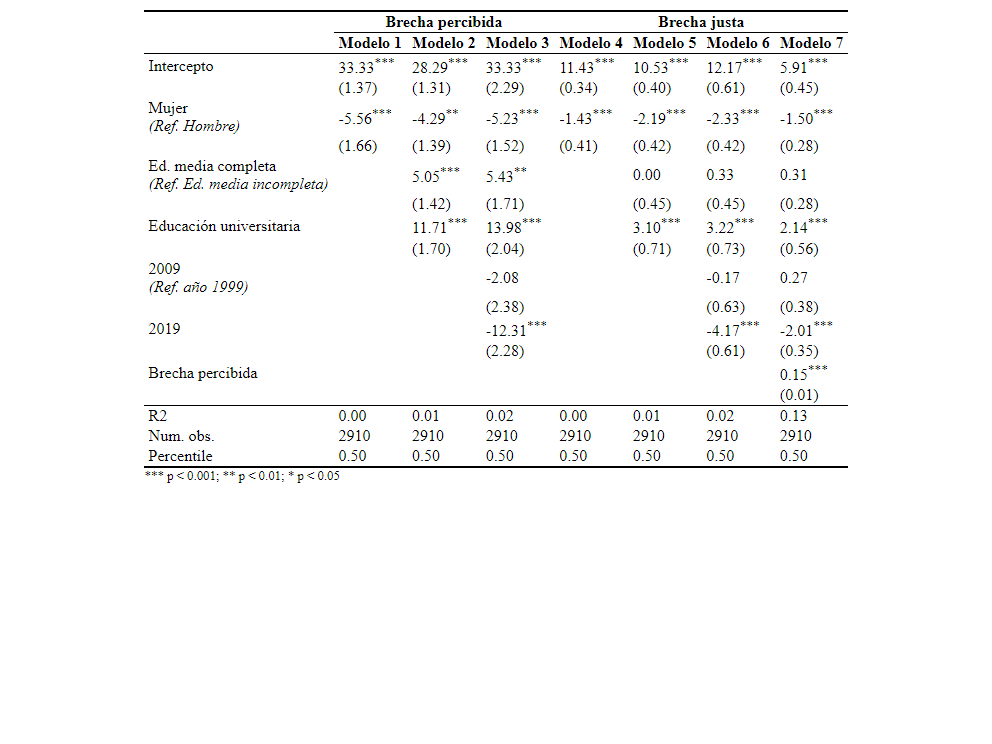 Brecha percibida Brecha justa
Modelo 1 Modelo 2 Modelo 3 Modelo 4 Modelo 5 Modelo 6 Modelo 7
Intercepto 33.33*** 28.29*** 33.33*** 11.43*** 10.53*** 12.17*** 5.91***
(1.37) (1.31) (2.29) (0.34) (0.40) (0.61) (0.45)
Mujer
(Ref. Hombre) -5.56*** -4.29** -5.23*** -1.43*** -2.19*** -2.33*** -1.50***
(1.66) (1.39) (1.52) (0.41) (0.42) (0.42) (0.28)
Ed. media completa
(Ref. Ed. media incompleta) 5.05*** 5.43** 0.00 0.33 0.31
(1.42) (1.71) (0.45) (0.45) (0.28)
Educación universitaria 11.71*** 13.98*** 3.10*** 3.22*** 2.14***
(1.70) (2.04) (0.71) (0.73) (0.56)
2009
(Ref. año 1999) -2.08 -0.17 0.27
(2.38) (0.63) (0.38)
2019 -12.31*** -4.17*** -2.01***
(2.28) (0.61) (0.35)
Brecha percibida 0.15***
(0.01)
R2 0.00 0.01 0.02 0.00 0.01 0.02 0.13
Num. obs. 2910 2910 2910 2910 2910 2910 2910
Percentile 0.50 0.50 0.50 0.50 0.50 0.50 0.50
*** p < 0.001; ** p < 0.01; * p < 0.05